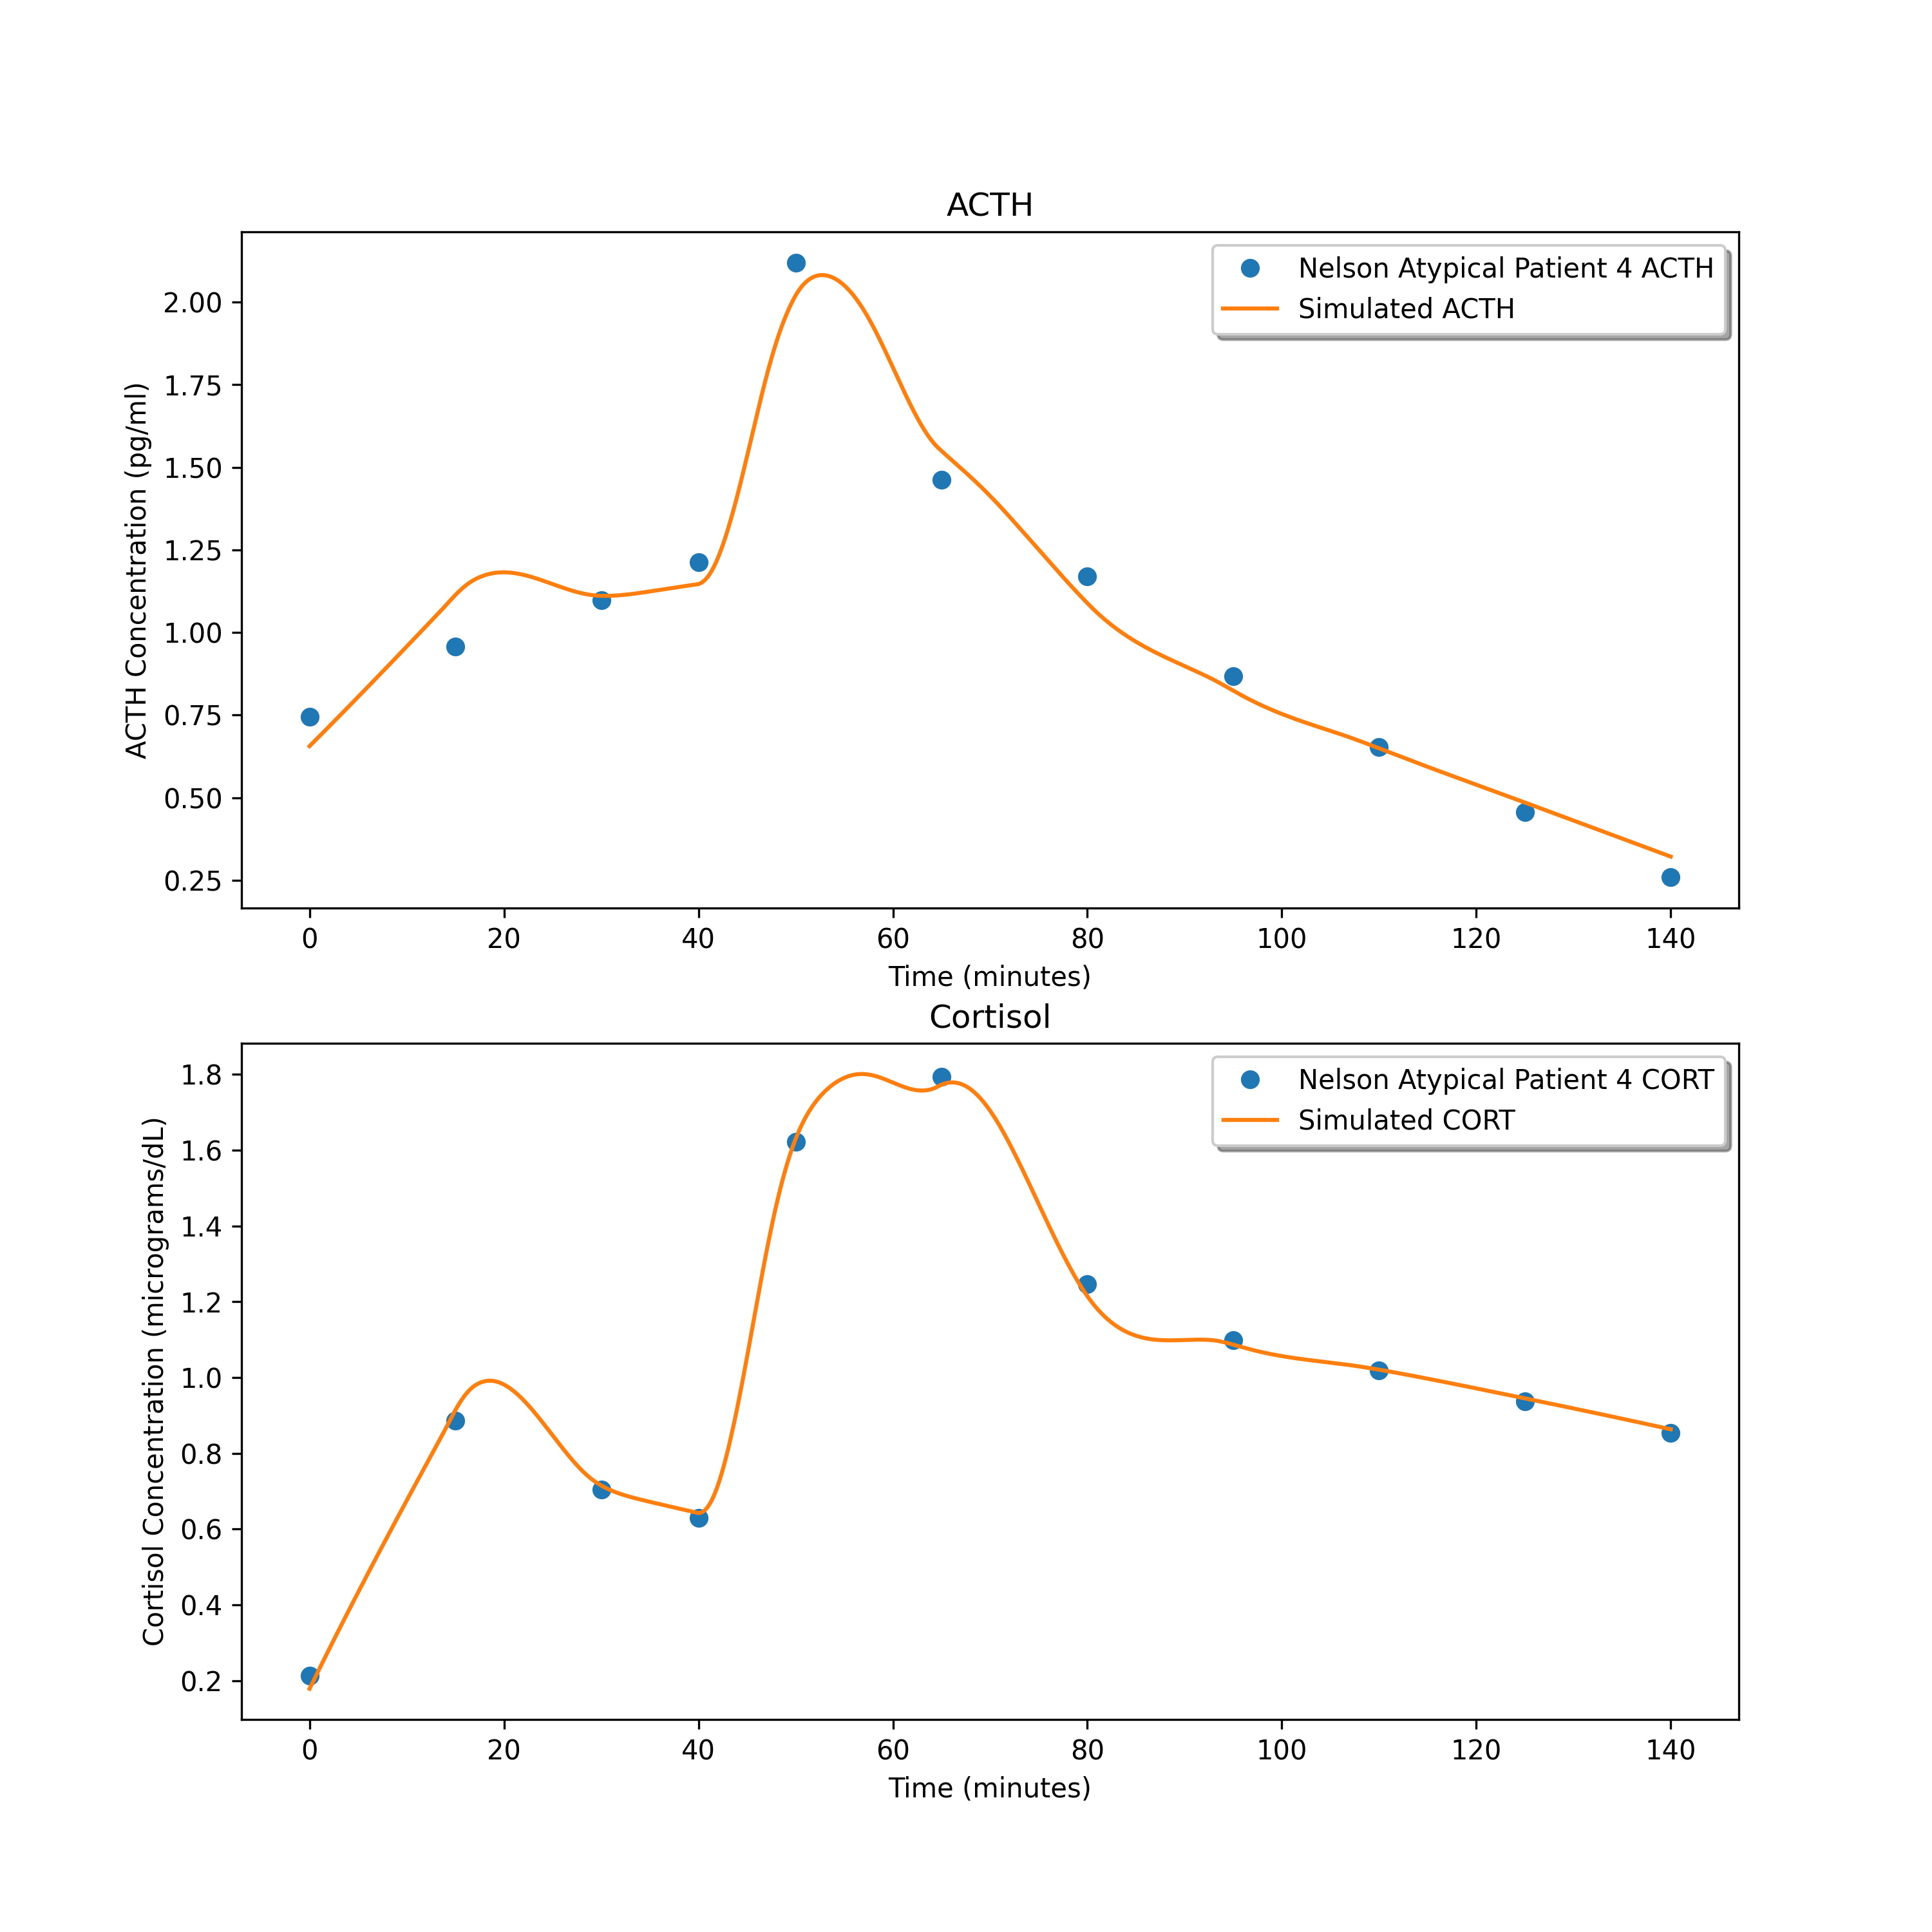 ACTH
Nelson Atypical Patient 4 ACTH
Simulated ACTH
ACTH Concentration (pg/ml)
2.00
1.75
1.50
1.25
1.00
0.75
0.50
0.25
0 20 40 60 80 100 120 140
Time (minutes)
Cortisol
Nelson Atypical Patient 4 CORT
Simulated CORT
Cortisol Concentration (micrograms/dL)
1.8
1.6
1.4
1.2
1.0
0.8
0.6
0.4
0.2
0 20 40 60 80 100 120 140
Time (minutes)